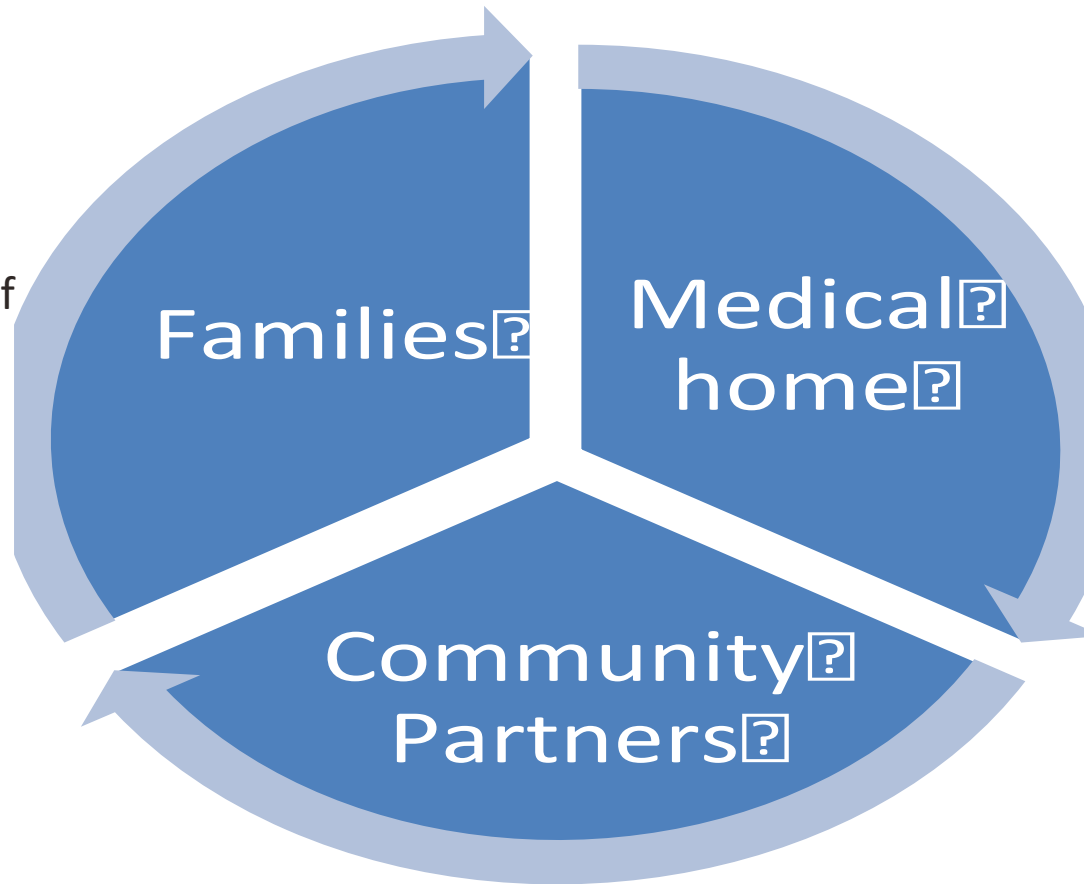 f
Families⍰
Medical⍰
home⍰
Community⍰
Partners⍰